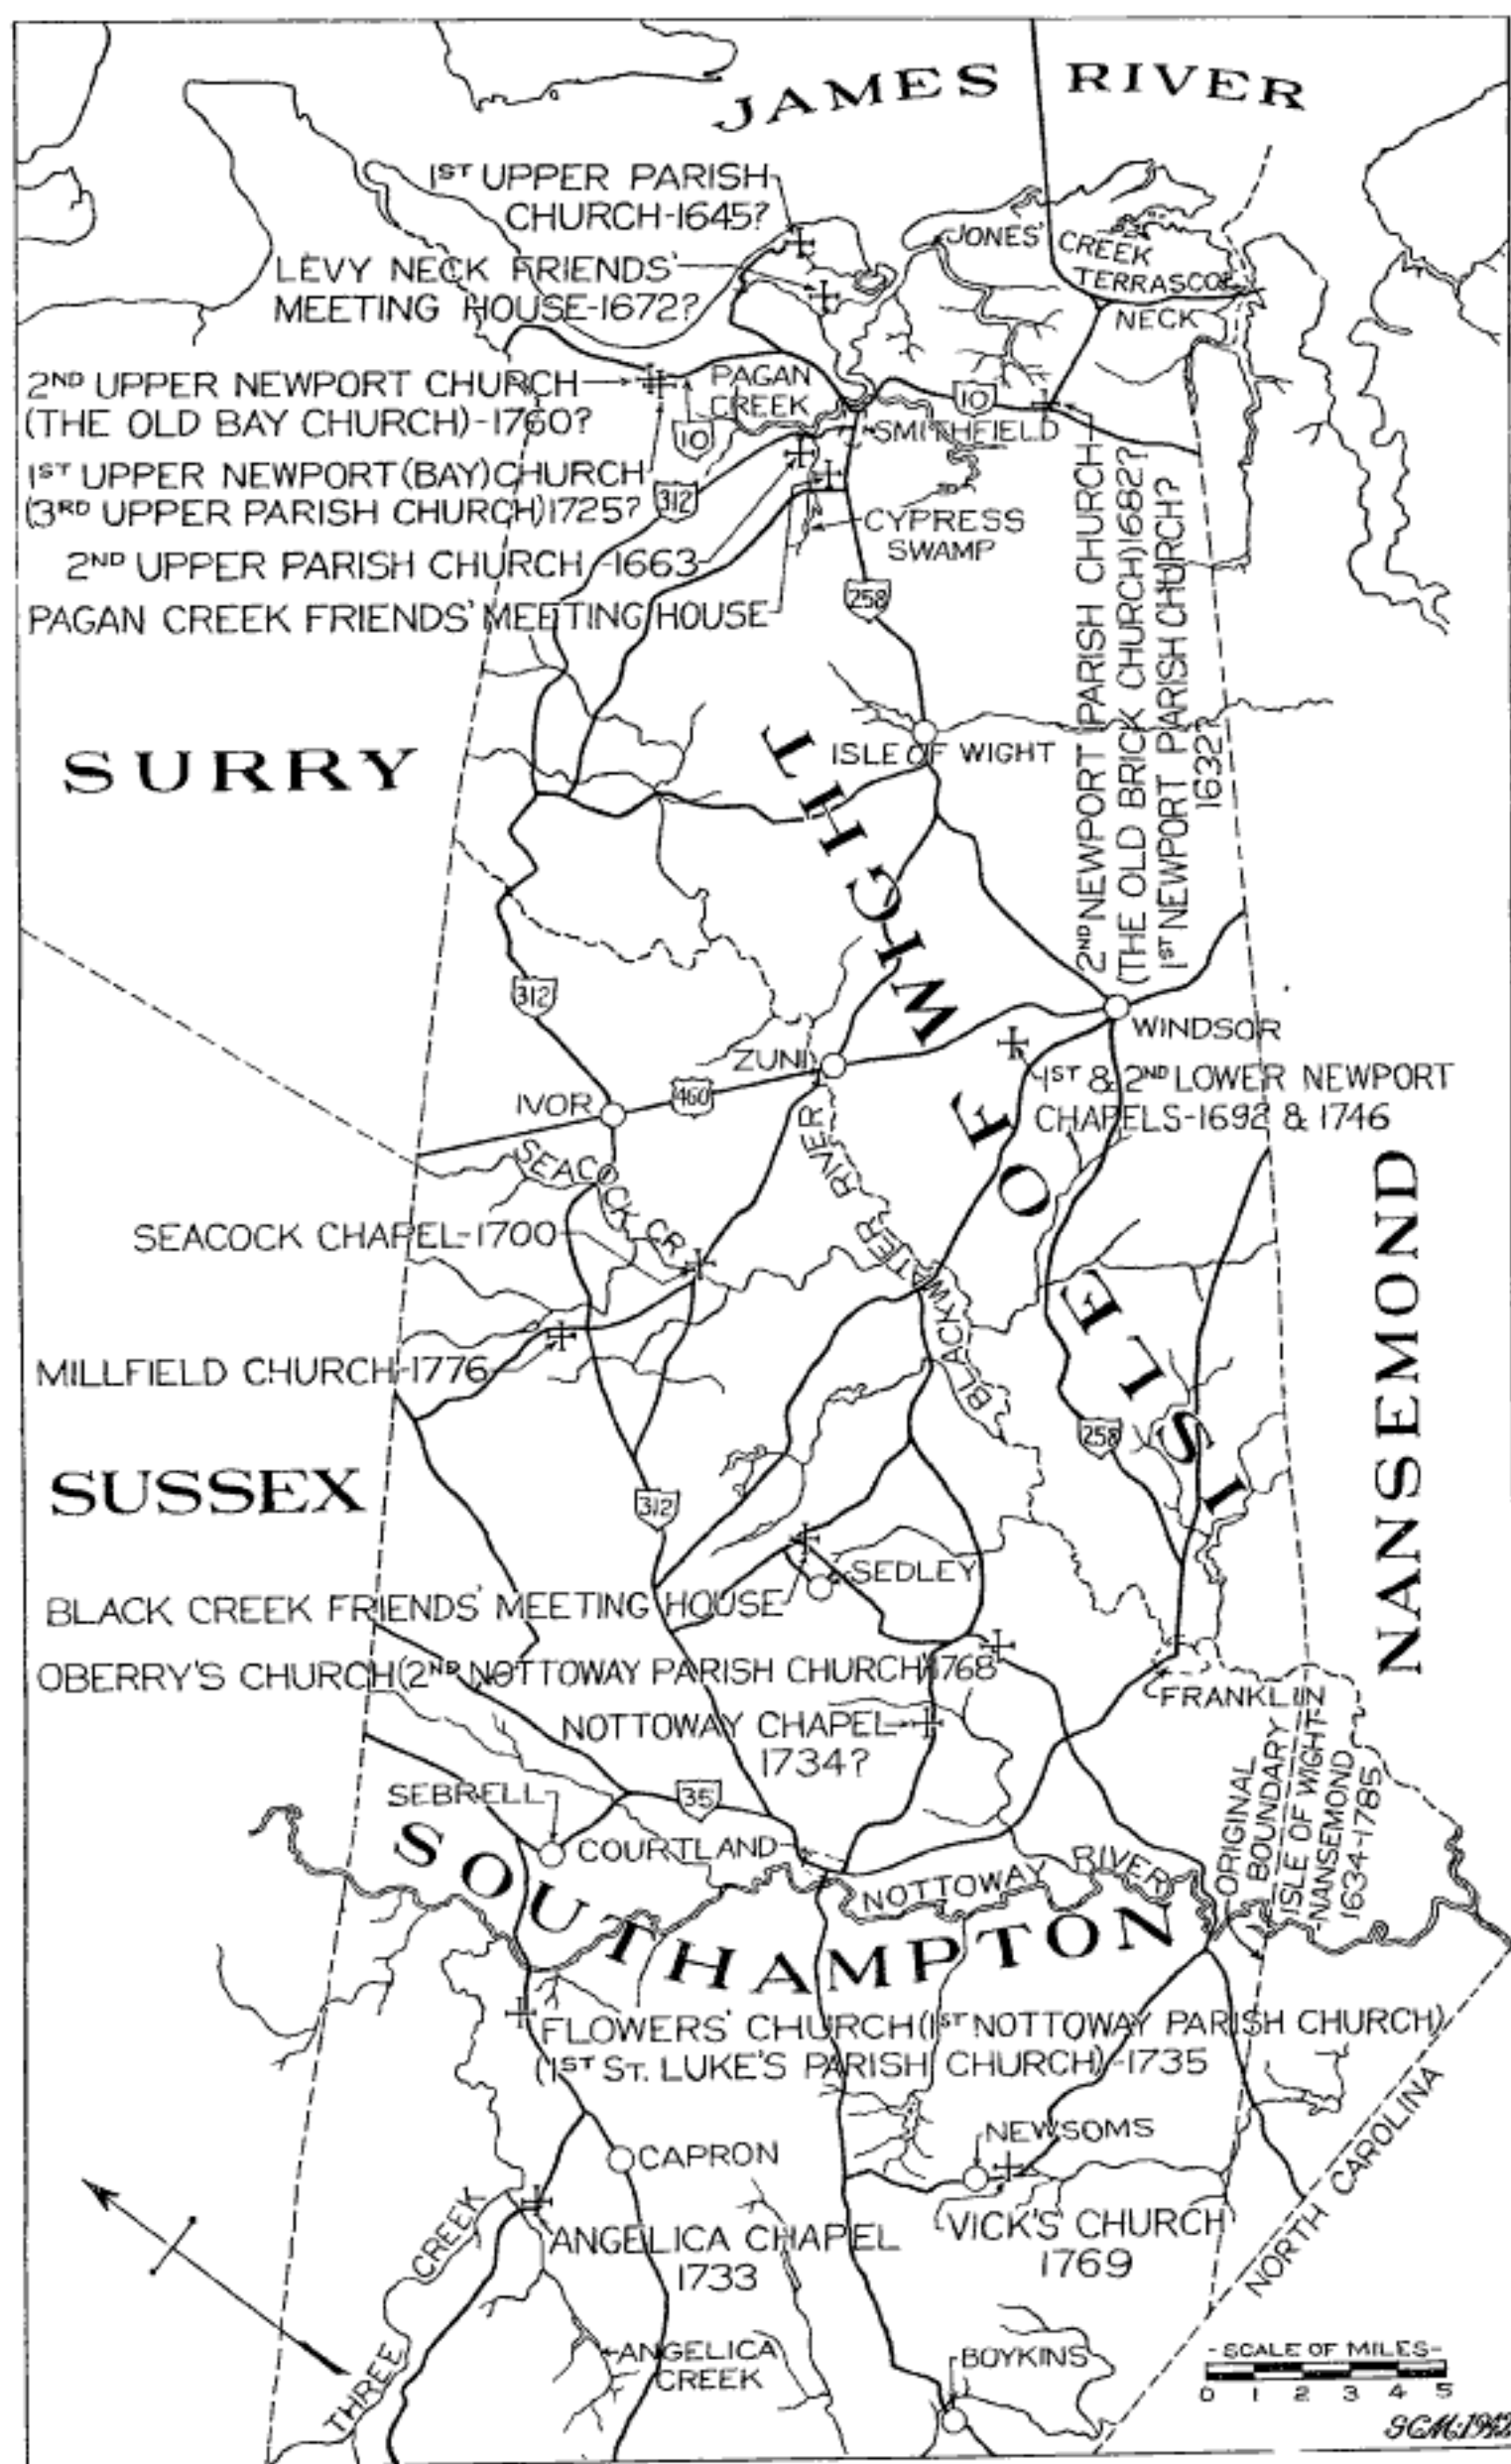 JAMES RIVER
1ST UPPER PARISH
CHURCH-1645?
JONES' CREEK
LEVY NECK FRIENDS'
MEETING HOUSE-1672?
TERRASCOE
NECK
2ND UPPER NEWPORT CHURCH
(THE OLD BAY CHURCH)-1760?
PAGAN
CREEK
10
10
SMITHFIELD
1ST UPPER NEWPORT (BAY) CHURCH
(3RD UPPER PARISH CHURCH) 1725?
312
CYPRESS
SWAMP
2ND UPPER PARISH CHURCH-1663
PAGAN CREEK FRIENDS' MEETING HOUSE
258
2ND NEWPORT PARISH CHURCH
(THE OLD BRICK CHURCH) 1682?
1ST NEWPORT PARISH CHURCH?
1632?
SURRY
ISLE OF WIGHT
ISLE OF WIGHT
312
WINDSOR
ZUNI
460
IVOR
1ST & 2ND LOWER NEWPORT
CHAPELS-1692 & 1746
SEACOCK CR.
BLACKWATER RIVER
SEACOCK CHAPEL-1700
NANSEMOND
MILLFIELD CHURCH-1776
258
SUSSEX
312
SEDLEY
BLACK CREEK FRIENDS' MEETING HOUSE
OBERRY'S CHURCH (2ND NOTTOWAY PARISH CHURCH) 1768
FRANKLIN
NOTTOWAY CHAPEL
1734?
ORIGINAL
BOUNDARY
ISLE OF WIGHT-
NANSEMOND
1634-1785
SEBRELL
35
COURTLAND
NOTTOWAY RIVER
SOUTHAMPTON
FLOWERS' CHURCH (1ST NOTTOWAY PARISH CHURCH)
(1ST ST. LUKE'S PARISH CHURCH)-1735
NEWSOMS
CAPRON
VICK'S CHURCH
1769
NORTH CAROLINA
ANGELICA CHAPEL
1733
THREE CREEK
ANGELICA
CREEK
BOYKINS
-SCALE OF MILES-
0 1 2 3 4 5
SCM-1942